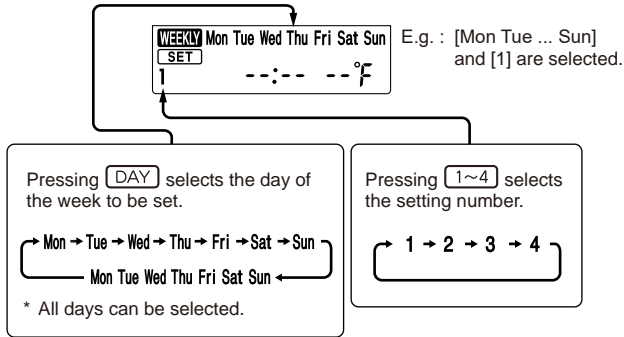 WEEKLY Mon Tue Wed Thu Fri Sat Sun
SET
1 --:-- --°F
E.g. : [Mon Tue ... Sun]
and [1] are selected.
Pressing DAY selects the day of
the week to be set.
Mon → Tue → Wed → Thu → Fri → Sat → Sun
Mon Tue Wed Thu Fri Sat Sun
* All days can be selected.
Pressing 1~4 selects
the setting number.
1 → 2 → 3 → 4